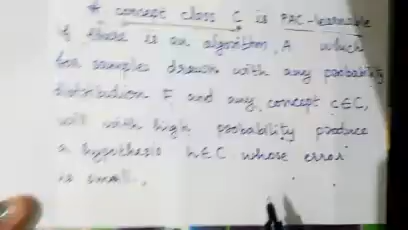 A concept class C is PAC-learnable
if there is an algorithm A which
for samples drawn with any probability
distribution F and any concept c∈C,
will with high probability produce
a hypothesis h∈C whose error
is small.